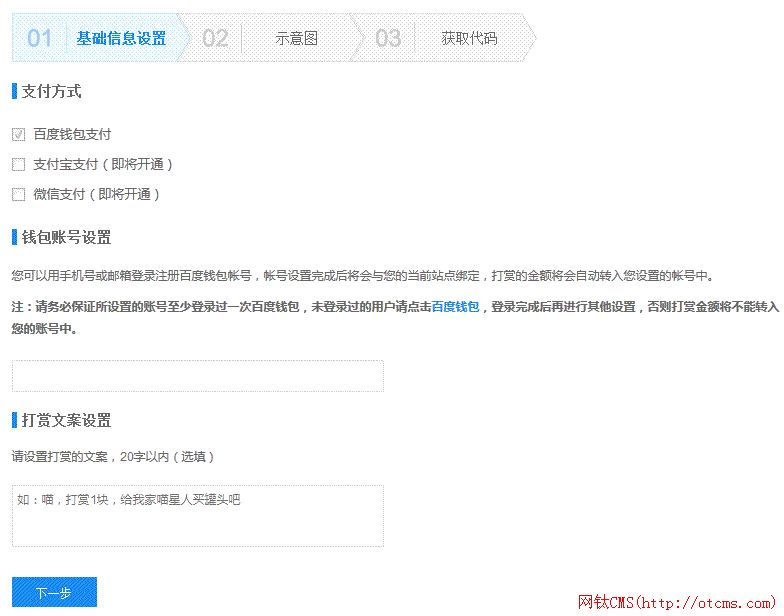 01 基础信息设置 02 示意图 03 获取代码
支付方式
百度钱包支付
支付宝支付（即将开通）
微信支付（即将开通）
钱包账号设置
您可以用手机号或邮箱登录注册百度钱包帐号，帐号设置完成后将会与您的当前站点绑定，打赏的金额将会自动转入您设置的帐号中。
注：请务必保证所设置的账号至少登录过一次百度钱包，未登录过的用户请点击百度钱包，登录完成后再进行其他设置，否则打赏金额将不能转入
您的账号中。
打赏文案设置
请设置打赏的文案，20字以内（选填）
如：喵，打赏1块，给我家喵星人买罐头吧
下一步
网钛CMS(http://otcms.com)